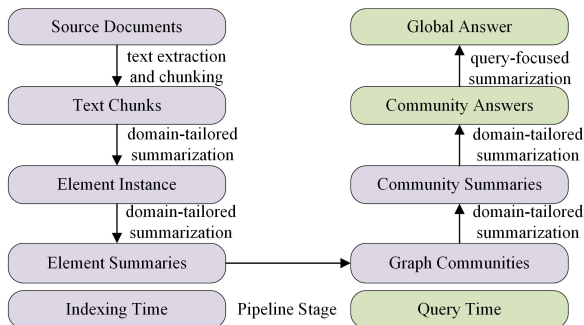 Source Documents
text extraction
and chunking
Text Chunks
domain-tailored
summarization
Element Instance
domain-tailored
summarization
Element Summaries
Global Answer
query-focused
summarization
Community Answers
domain-tailored
summarization
Community Summaries
domain-tailored
summarization
Graph Communities
Indexing Time
Pipeline Stage
Query Time